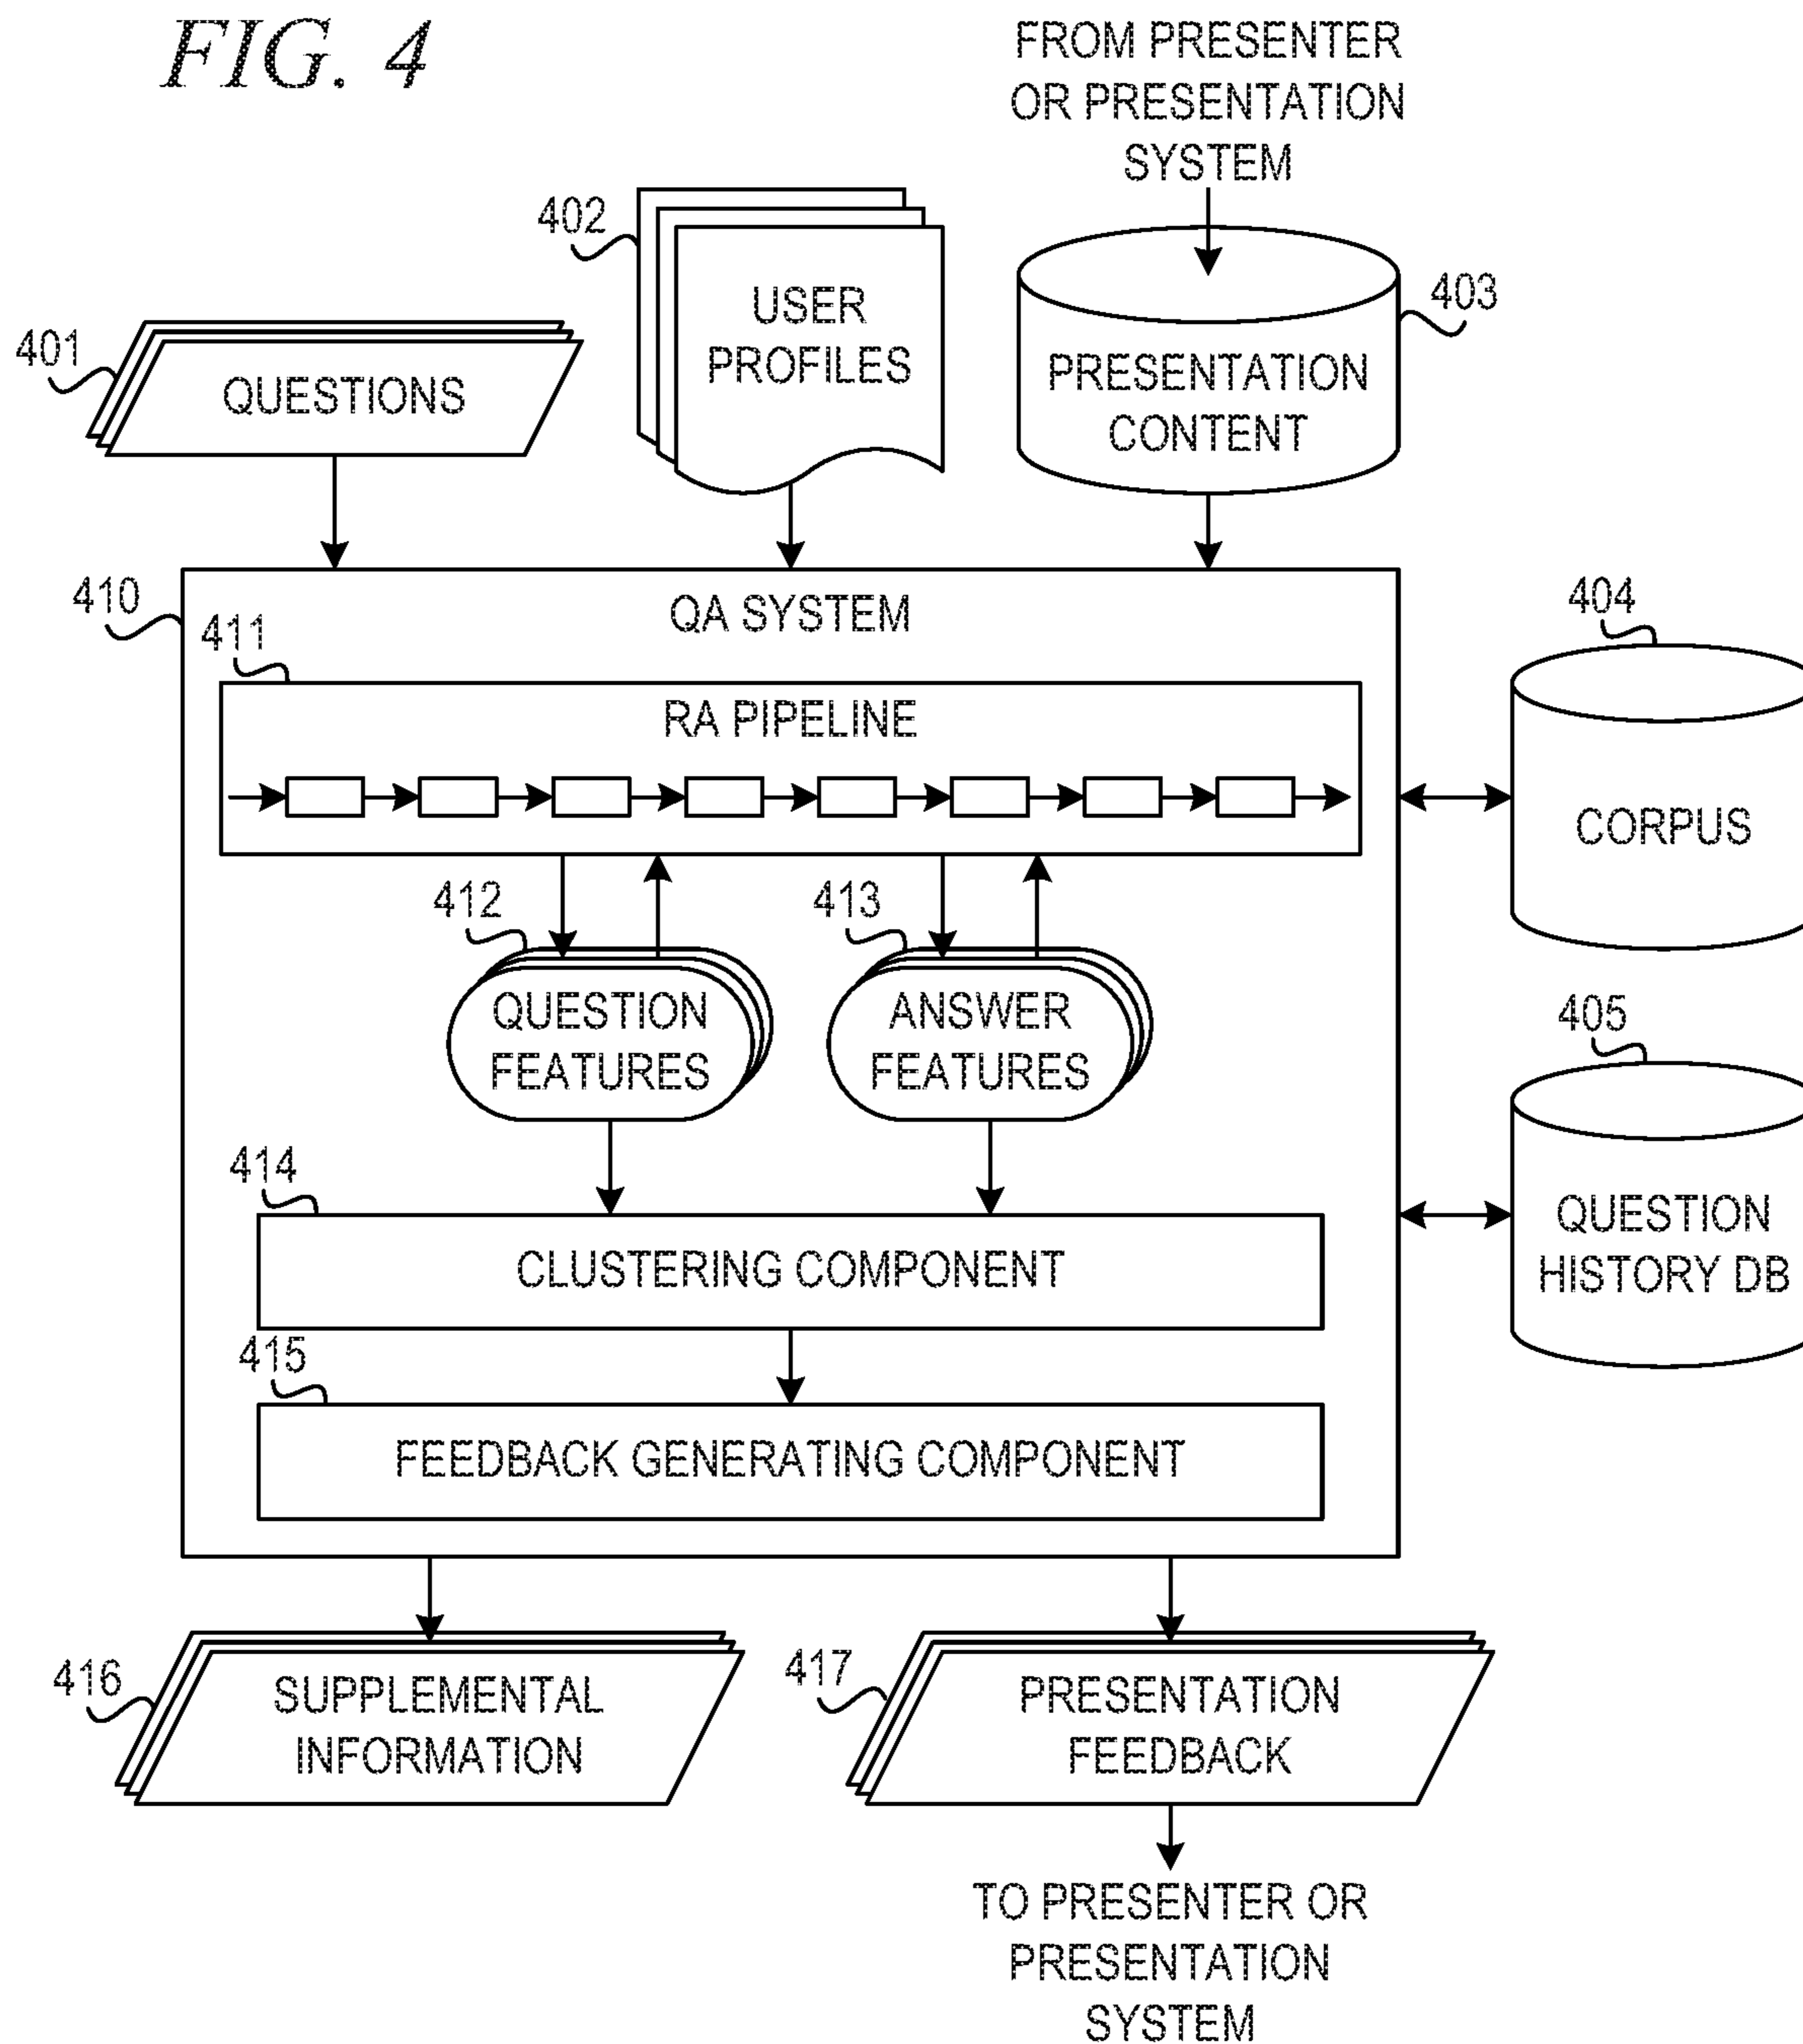 FIG. 4
FROM PRESENTER
OR PRESENTATION
SYSTEM
402
USER
PROFILES
403
PRESENTATION
CONTENT
401
QUESTIONS
410
QA SYSTEM
411
RA PIPELINE
404
CORPUS
412
QUESTION
FEATURES
413
ANSWER
FEATURES
405
QUESTION
HISTORY DB
414
CLUSTERING COMPONENT
415
FEEDBACK GENERATING COMPONENT
416
SUPPLEMENTAL
INFORMATION
417
PRESENTATION
FEEDBACK
TO PRESENTER OR
PRESENTATION
SYSTEM